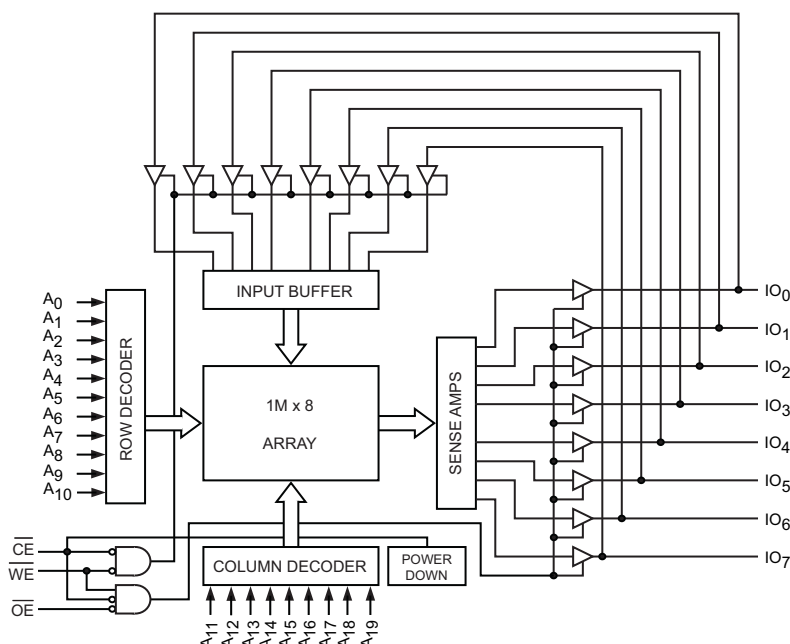 INPUT BUFFER
A0
A1
A2
A3
A4
A5
A6
A7
A8
A9
A10
ROW DECODER
1M x 8
ARRAY
SENSE AMPS
IO0
IO1
IO2
IO3
IO4
IO5
IO6
IO7
CE
WE
OE
COLUMN DECODER
POWER
DOWN
A11
A12
A13
A14
A15
A16
A17
A18
A19